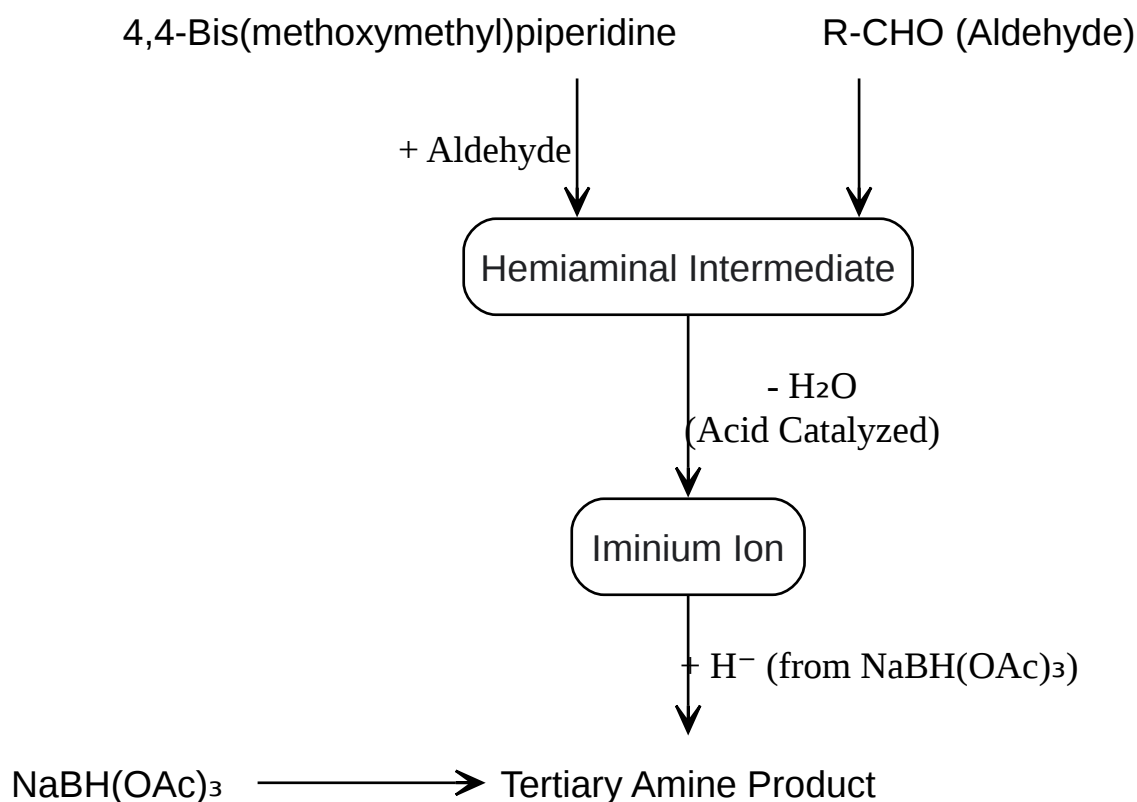 4,4-Bis(methoxymethyl)piperidine
R-CHO (Aldehyde)
+ Aldehyde
Hemiaminal Intermediate
- H₂O
(Acid Catalyzed)
Iminium Ion
+ H⁻ (from NaBH(OAc)₃)
NaBH(OAc)₃
Tertiary Amine Product